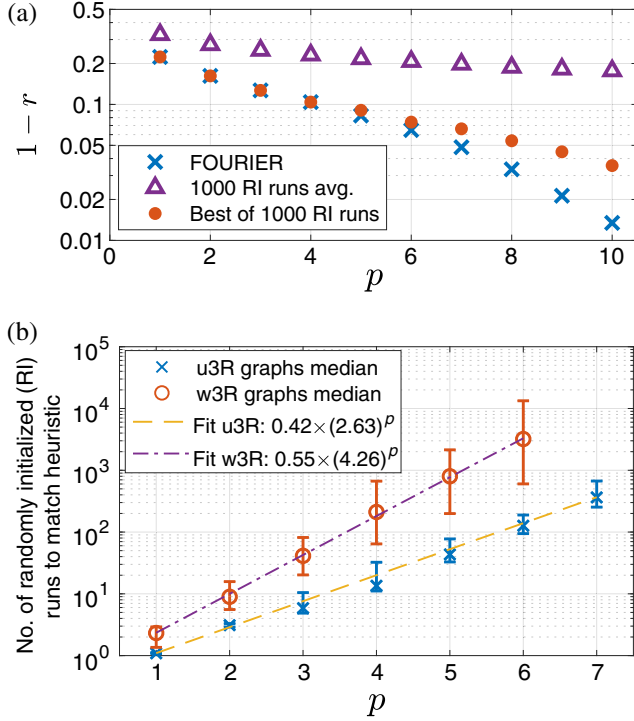 (a)
0.5
0.2
0.1
0.05
0.02
0.01
1 − r
FOURIER
1000 RI runs avg.
Best of 1000 RI runs
0 2 4 6 8 10
p
(b)
10^5
10^4
10^3
10^2
10^1
10^0
No. of randomly initialized (RI)
runs to match heuristic
u3R graphs median
w3R graphs median
Fit u3R: 0.42×(2.63)^p
Fit w3R: 0.55×(4.26)^p
1 2 3 4 5 6 7
p